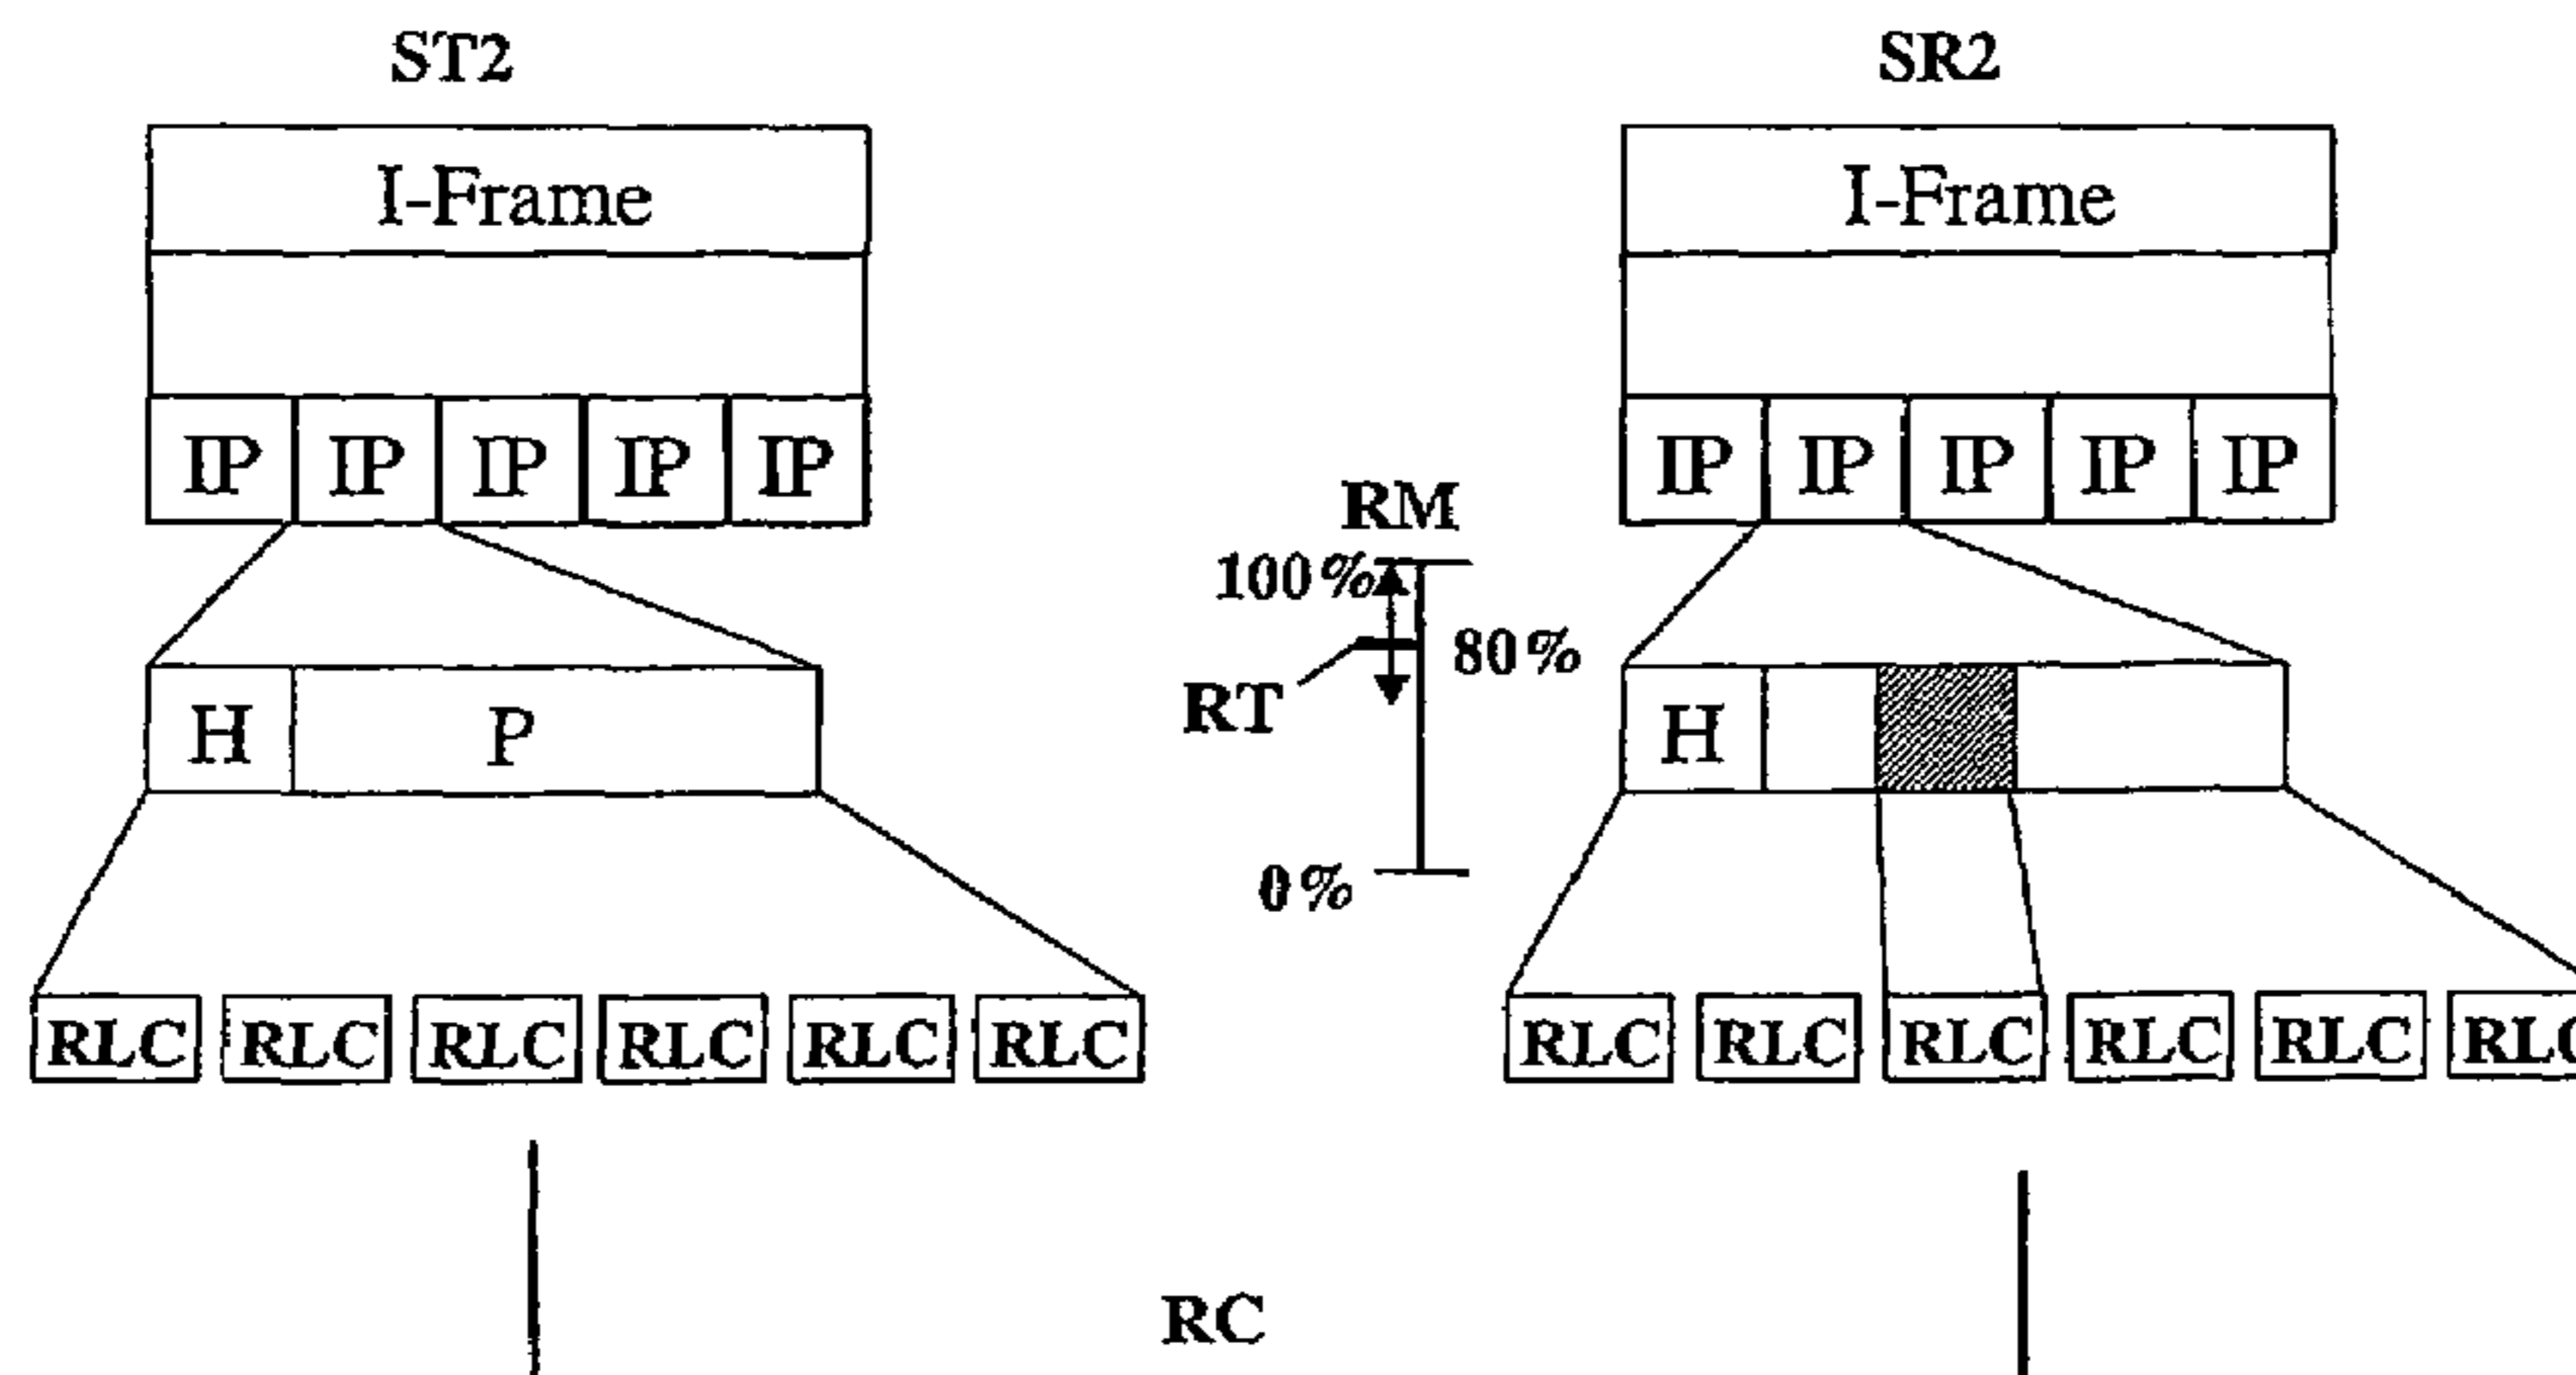 ST2
SR2
I-Frame
I-Frame
IP IP IP IP IP
IP IP IP IP IP
RM
100%
80%
RT
0%
H P
H
RLC RLC RLC RLC RLC RLC
RLC RLC RLC RLC RLC RLC
RC